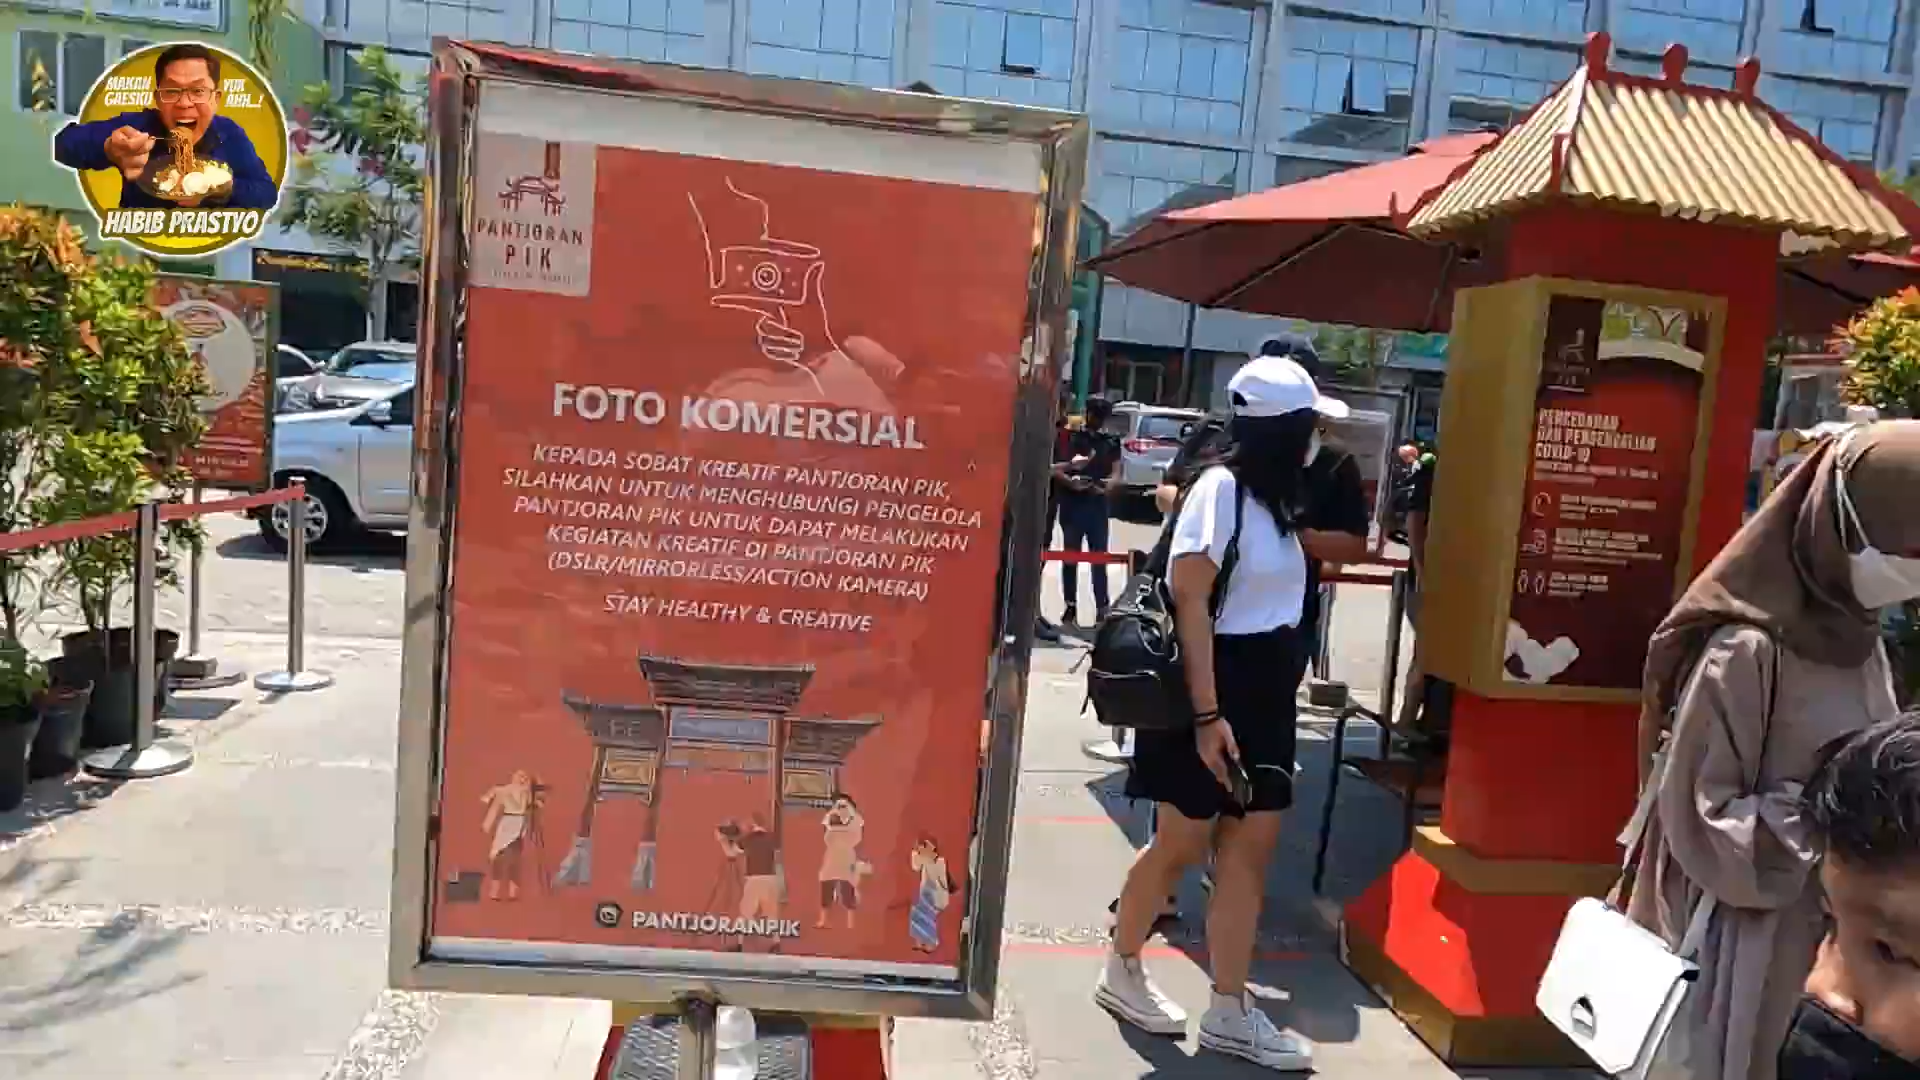 MAKAN GAESKU
YUK AHH..!
HABIB PRASTYO
PANTJORAN
PIK
FOTO KOMERSIAL
KEPADA SOBAT KREATIF PANTJORAN PIK,
SILAHKAN UNTUK MENGHUBUNGI PENGELOLA
PANTJORAN PIK UNTUK DAPAT MELAKUKAN
KEGIATAN KREATIF DI PANTJORAN PIK
(DSLR/MIRRORLESS/ACTION KAMERA)
STAY HEALTHY & CREATIVE
PANTJORANPIK
PENCEGAHAN
DAN PENGENDALIAN
COVID-19